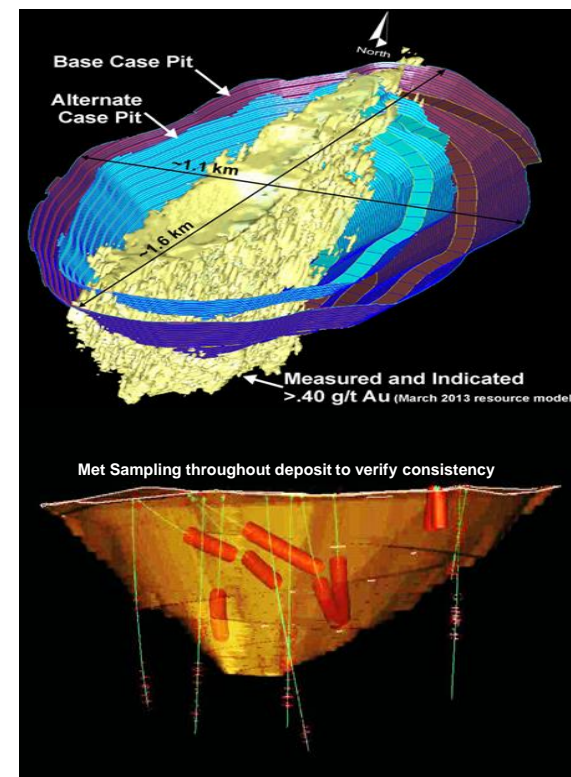 North
Base Case Pit
Alternate
Case Pit
~1.1 km
~1.6 km
Measured and Indicated
>.40 g/t Au (March 2013 resource model
Met Sampling throughout deposit to verify consistency